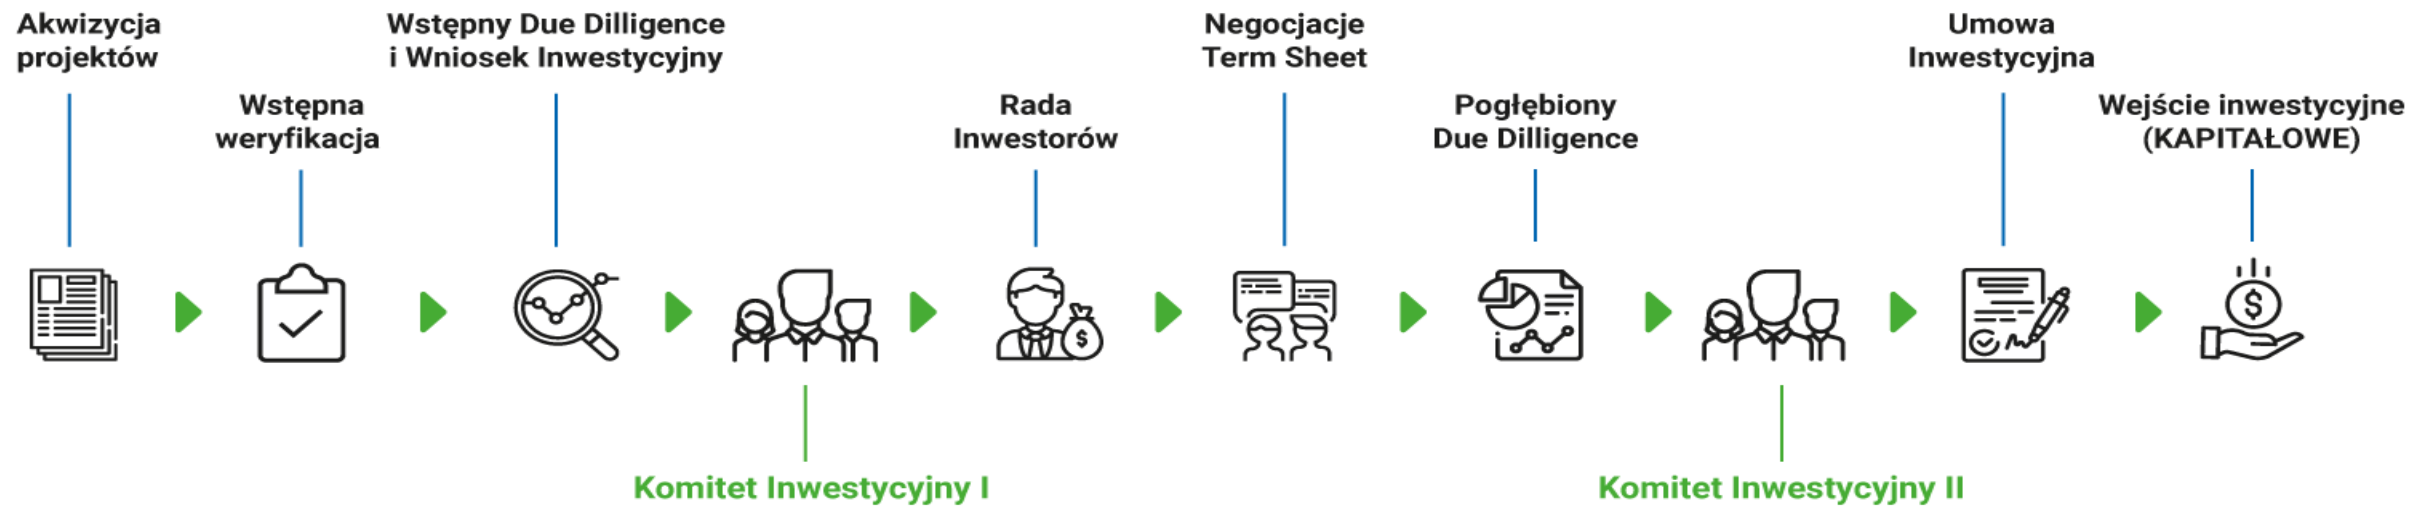 Akwizycja
projektów
Wstępna
weryfikacja
Wstępny Due Dilligence
i Wniosek Inwestycyjny
Komitet Inwestycyjny I
Rada
Inwestorów
Negocjacje
Term Sheet
Pogłębiony
Due Dilligence
Komitet Inwestycyjny II
Umowa
Inwestycyjna
Wejście inwestycyjne
(KAPITAŁOWE)